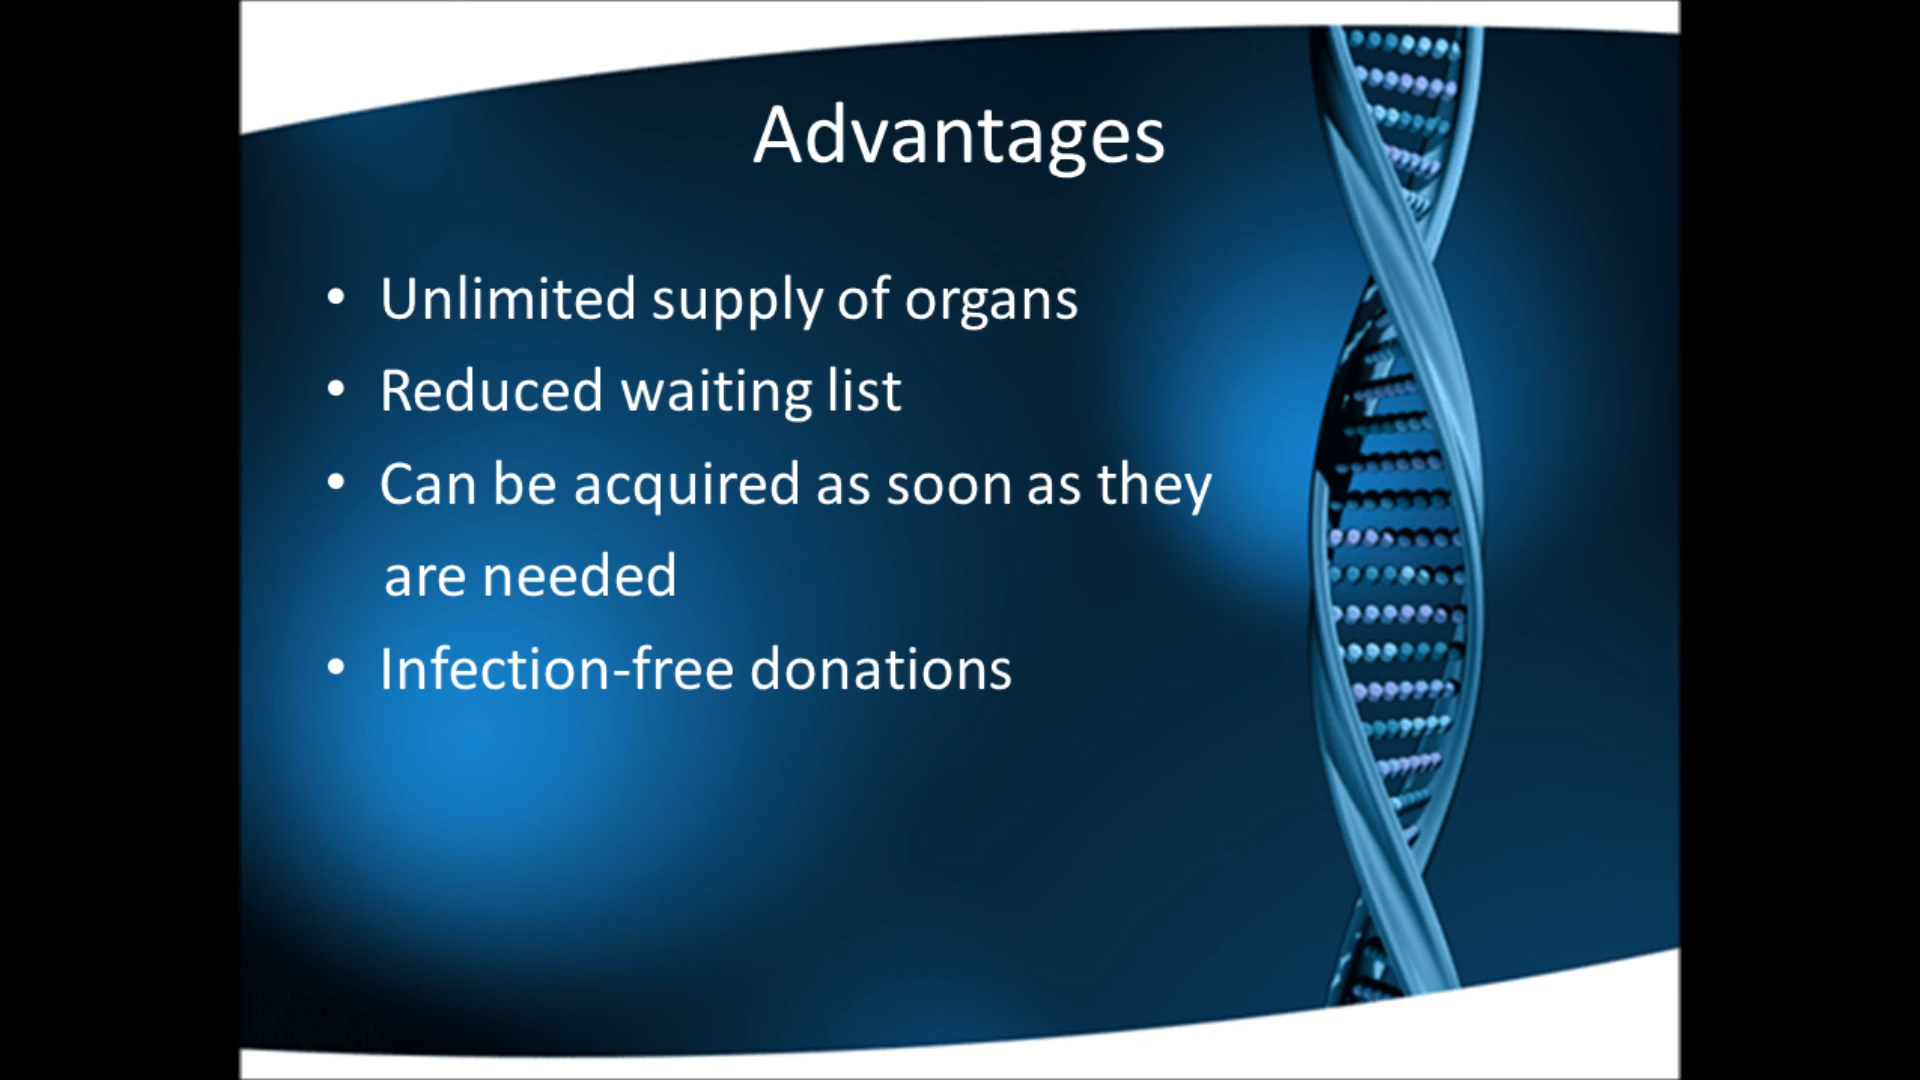 Advantages
• Unlimited supply of organs
• Reduced waiting list
• Can be acquired as soon as they
are needed
• Infection-free donations